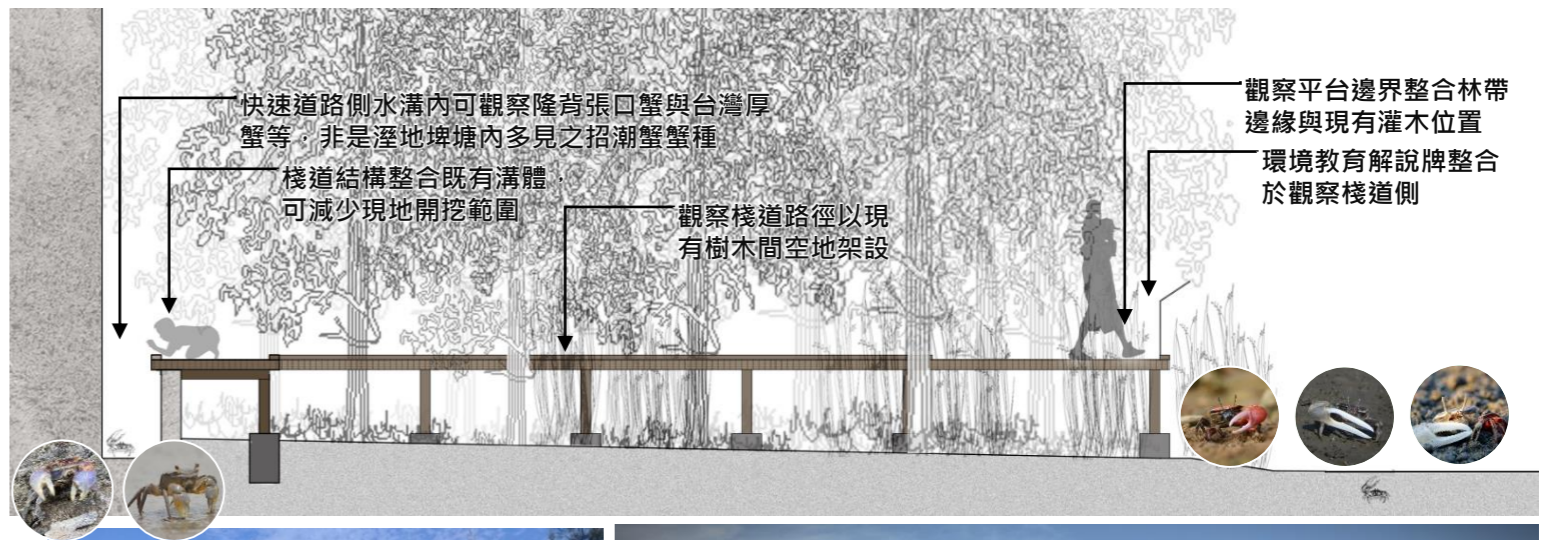 快速道路側水溝內可觀察隆背張口蟹與台灣厚
蟹等，非是溼地埤塘內多見之招潮蟹蟹種
棧道結構整合既有溝體，
可減少現地開挖範圍
觀察棧道路徑以現
有樹木間空地架設
觀察平台邊界整合林帶
邊緣與現有灌木位置
環境教育解說牌整合
於觀察棧道側